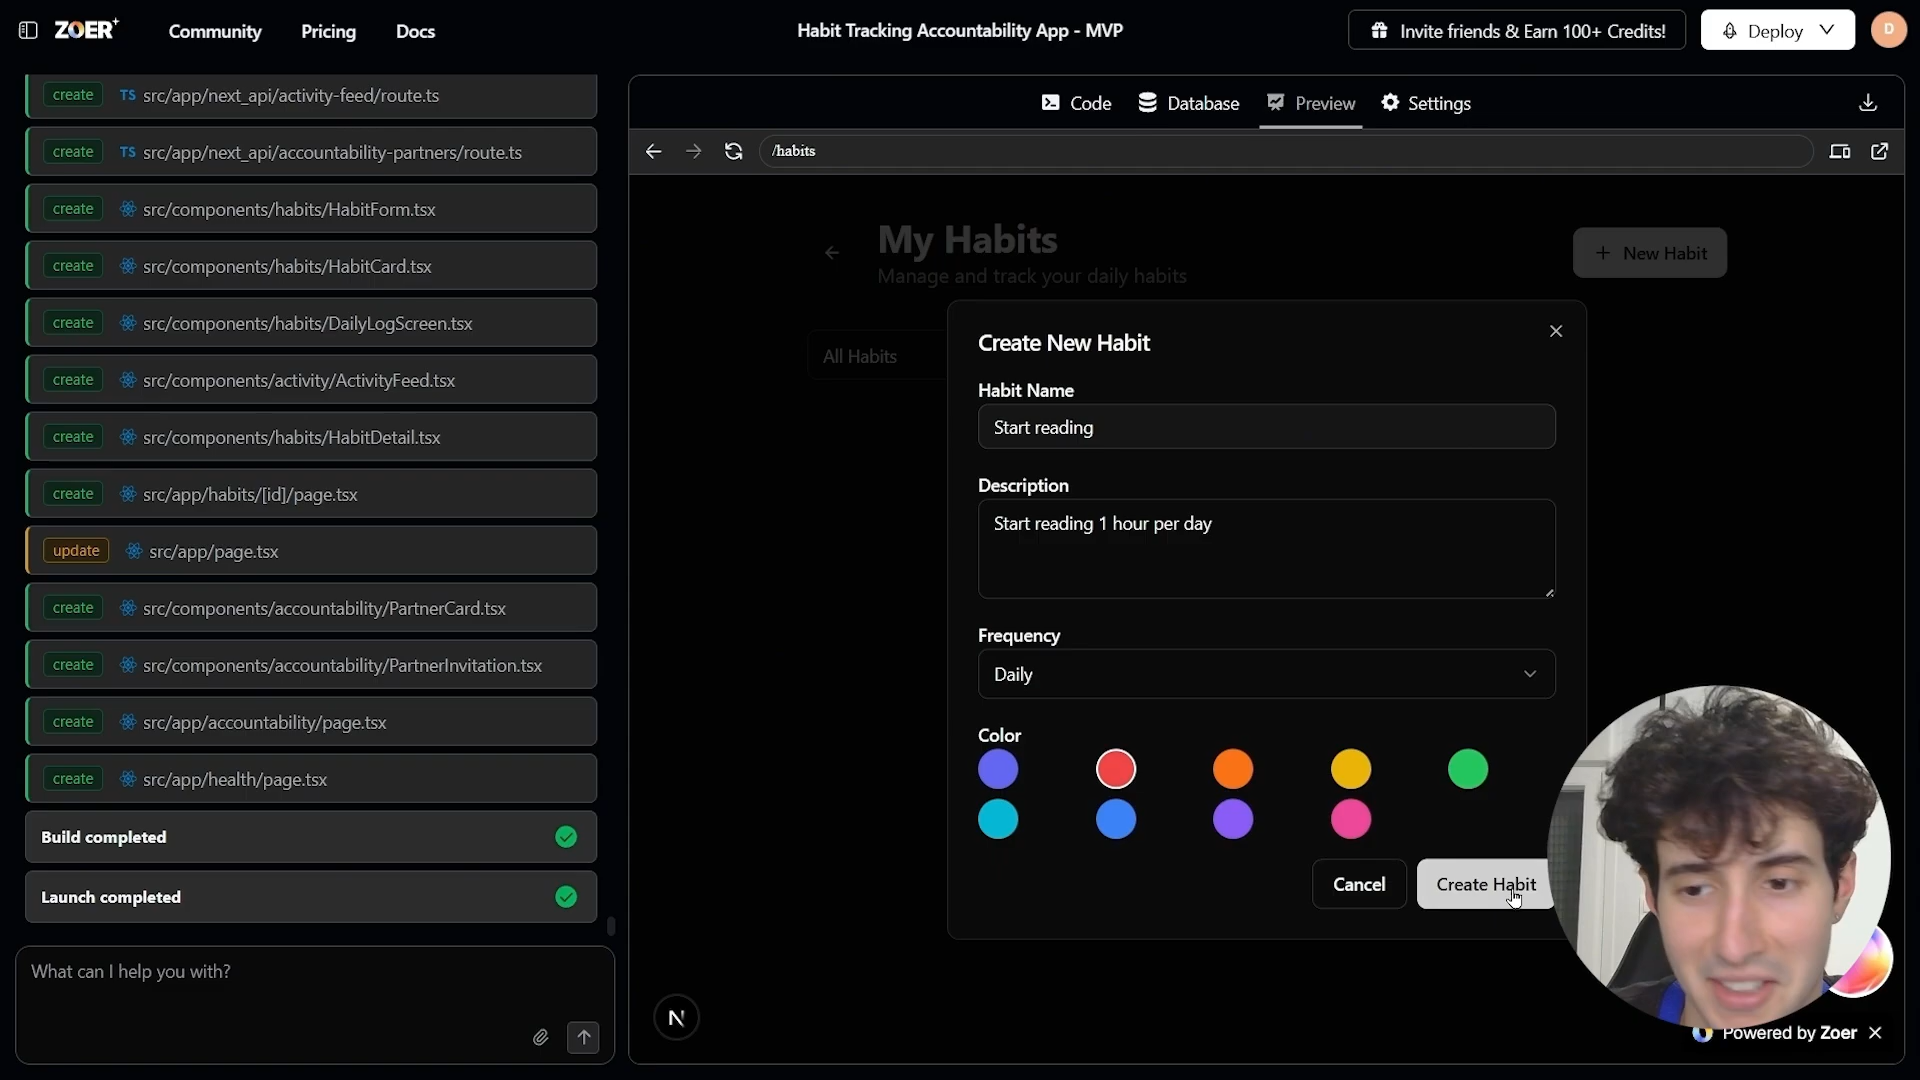 ZOER+
Community
Pricing
Docs
Habit Tracking Accountability App - MVP
Invite friends & Earn 100+ Credits!
Deploy
D
create TS src/app/next_api/activity-feed/route.ts
create TS src/app/next_api/accountability-partners/route.ts
create src/components/habits/HabitForm.tsx
create src/components/habits/HabitCard.tsx
create src/components/habits/DailyLogScreen.tsx
create src/components/activity/ActivityFeed.tsx
create src/components/habits/HabitDetail.tsx
create src/app/habits/[id]/page.tsx
update src/app/page.tsx
create src/components/accountability/PartnerCard.tsx
create src/components/accountability/PartnerInvitation.tsx
create src/app/accountability/page.tsx
create src/app/health/page.tsx
Build completed
Launch completed
What can I help you with?
Code
Database
Preview
Settings
/habits
My Habits
Manage and track your daily habits
+ New Habit
All Habits
Create New Habit
Habit Name
Start reading
Description
Start reading 1 hour per day
Frequency
Daily
Color
Cancel
Create Habit
N
Powered by Zoer